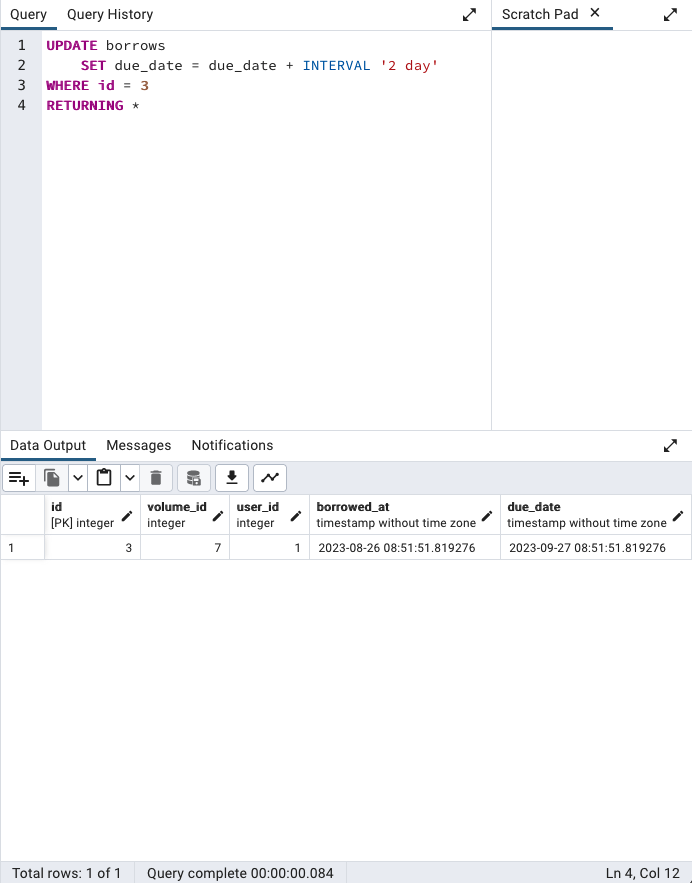 Query Query History
Scratch Pad ✕
1 UPDATE borrows
2     SET due_date = due_date + INTERVAL '2 day'
3 WHERE id = 3
4 RETURNING *
Data Output Messages Notifications
id volume_id user_id borrowed_at due_date
[PK] integer integer integer timestamp without time zone timestamp without time zone
1 3 7 1 2023-08-26 08:51:51.819276 2023-09-27 08:51:51.819276
Total rows: 1 of 1 Query complete 00:00:00.084 Ln 4, Col 12